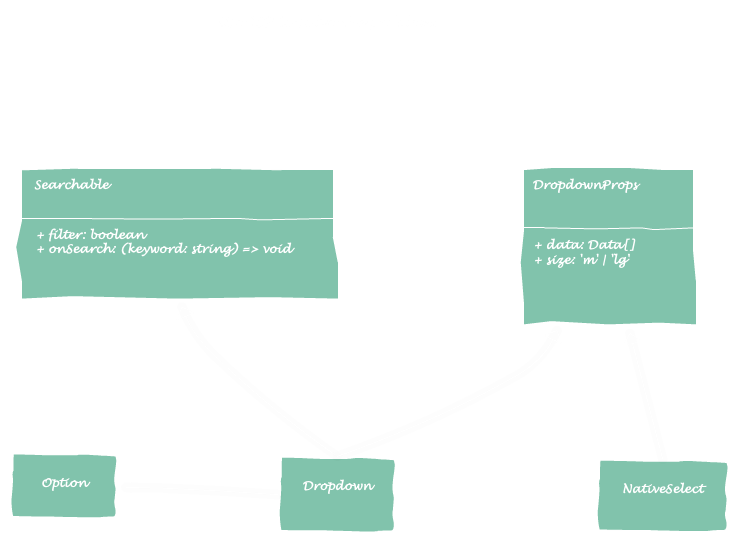 Searchable
+ filter: boolean
+ onSearch: (keyword: string) => void
DropdownProps
+ data: Data[]
+ size: 'm' | 'lg'
Option
Dropdown
NativeSelect